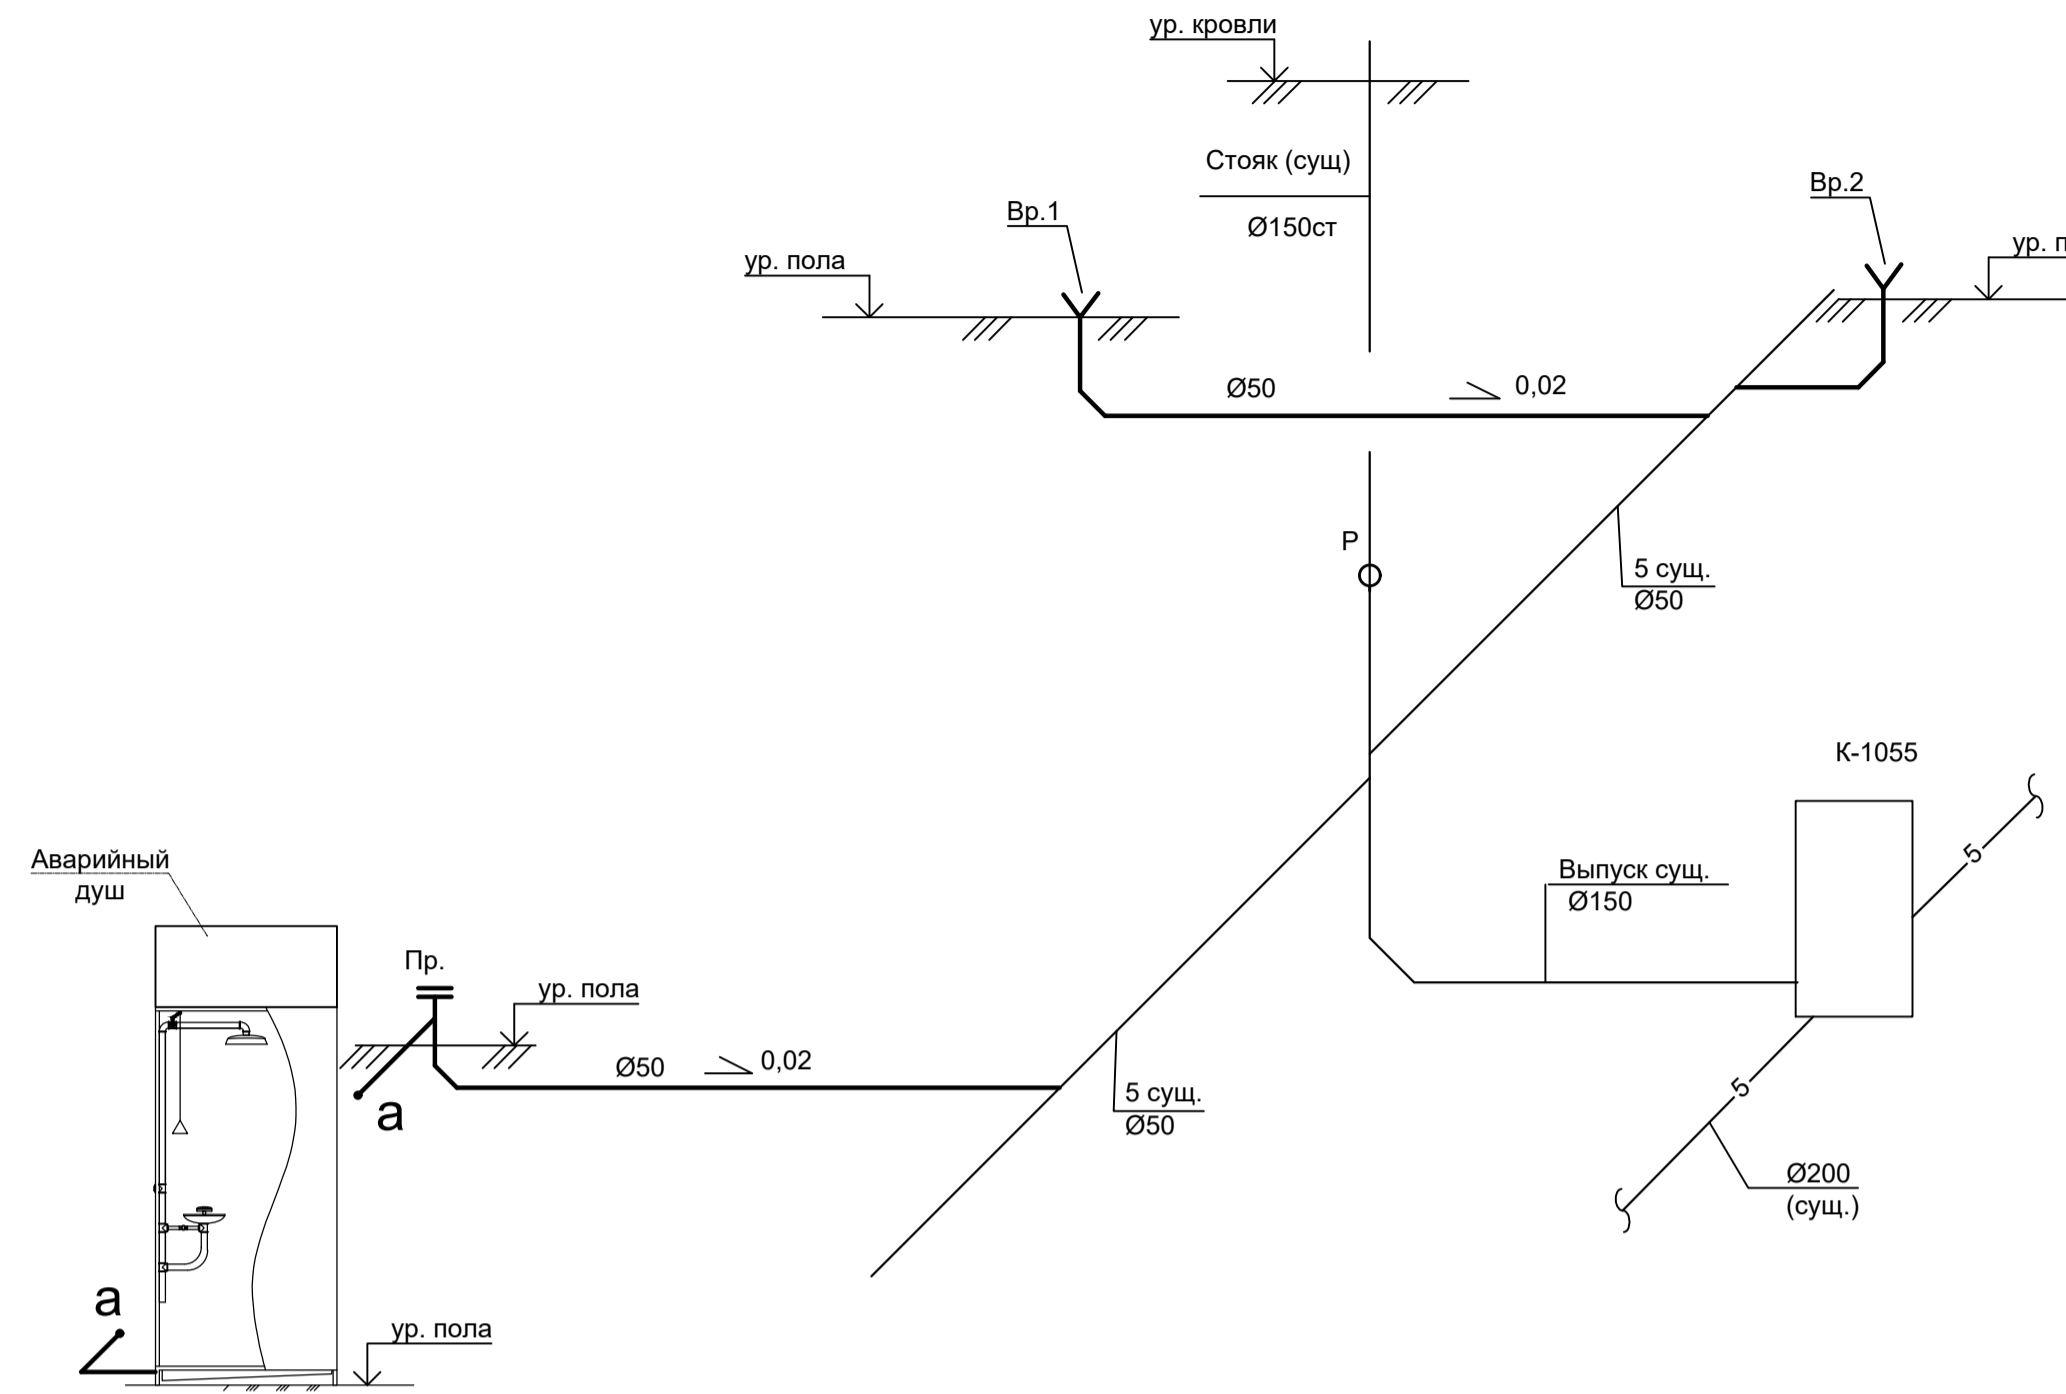 ур. кровли
Стояк (сущ)
Ø150ст
Вр.1
Вр.2
ур. пола
ур. п
Ø50
0,02
Р
5 сущ.
Ø50
К-1055
5
Выпуск сущ.
Ø150
Аварийный
душ
Пр.
ур. пола
Ø50
0,02
а
5 сущ.
Ø50
5
Ø200
(сущ.)
а
ур. пола